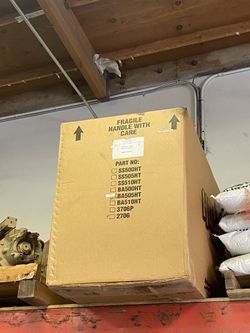 FRAGILE
HANDLE WITH
CARE
PART NO:
SS500HT
SS505HT
SS510HT
BA500HT
BA505HT
BA510HT
3706P
2706